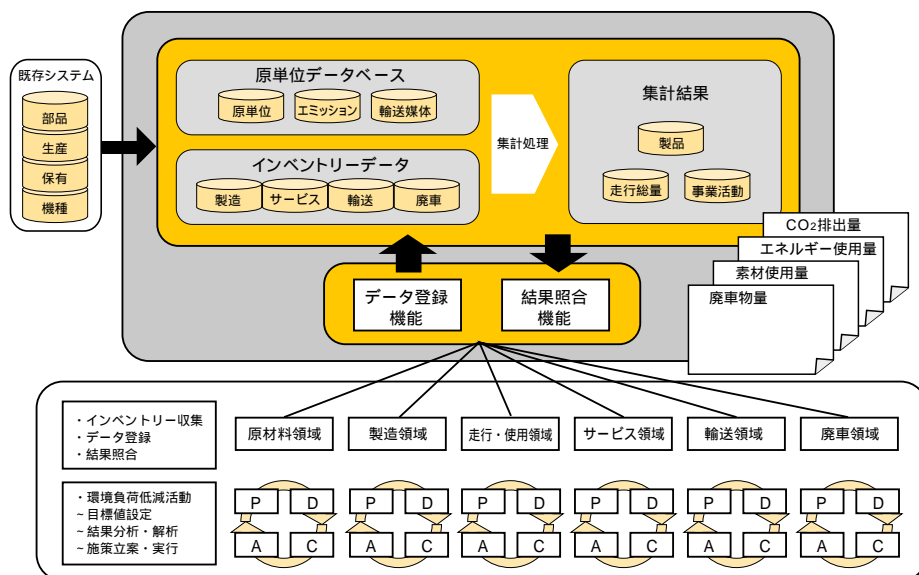 既存システム
部品
生産
保有
機種
原単位データベース
原単位
エミッション
輸送媒体
インベントリーデータ
製造
サービス
輸送
廃車
集計処理
集計結果
製品
走行総量
事業活動
CO2排出量
エネルギー使用量
素材使用量
廃車物量
データ登録
機能
結果照合
機能
・インベントリー収集
・データ登録
・結果照合
原材料領域
製造領域
走行・使用領域
サービス領域
輸送領域
廃車領域
・環境負荷低減活動
~目標値設定
~結果分析・解析
~施策立案・実行
P D P D P D P D P D P D
A C A C A C A C A C A C